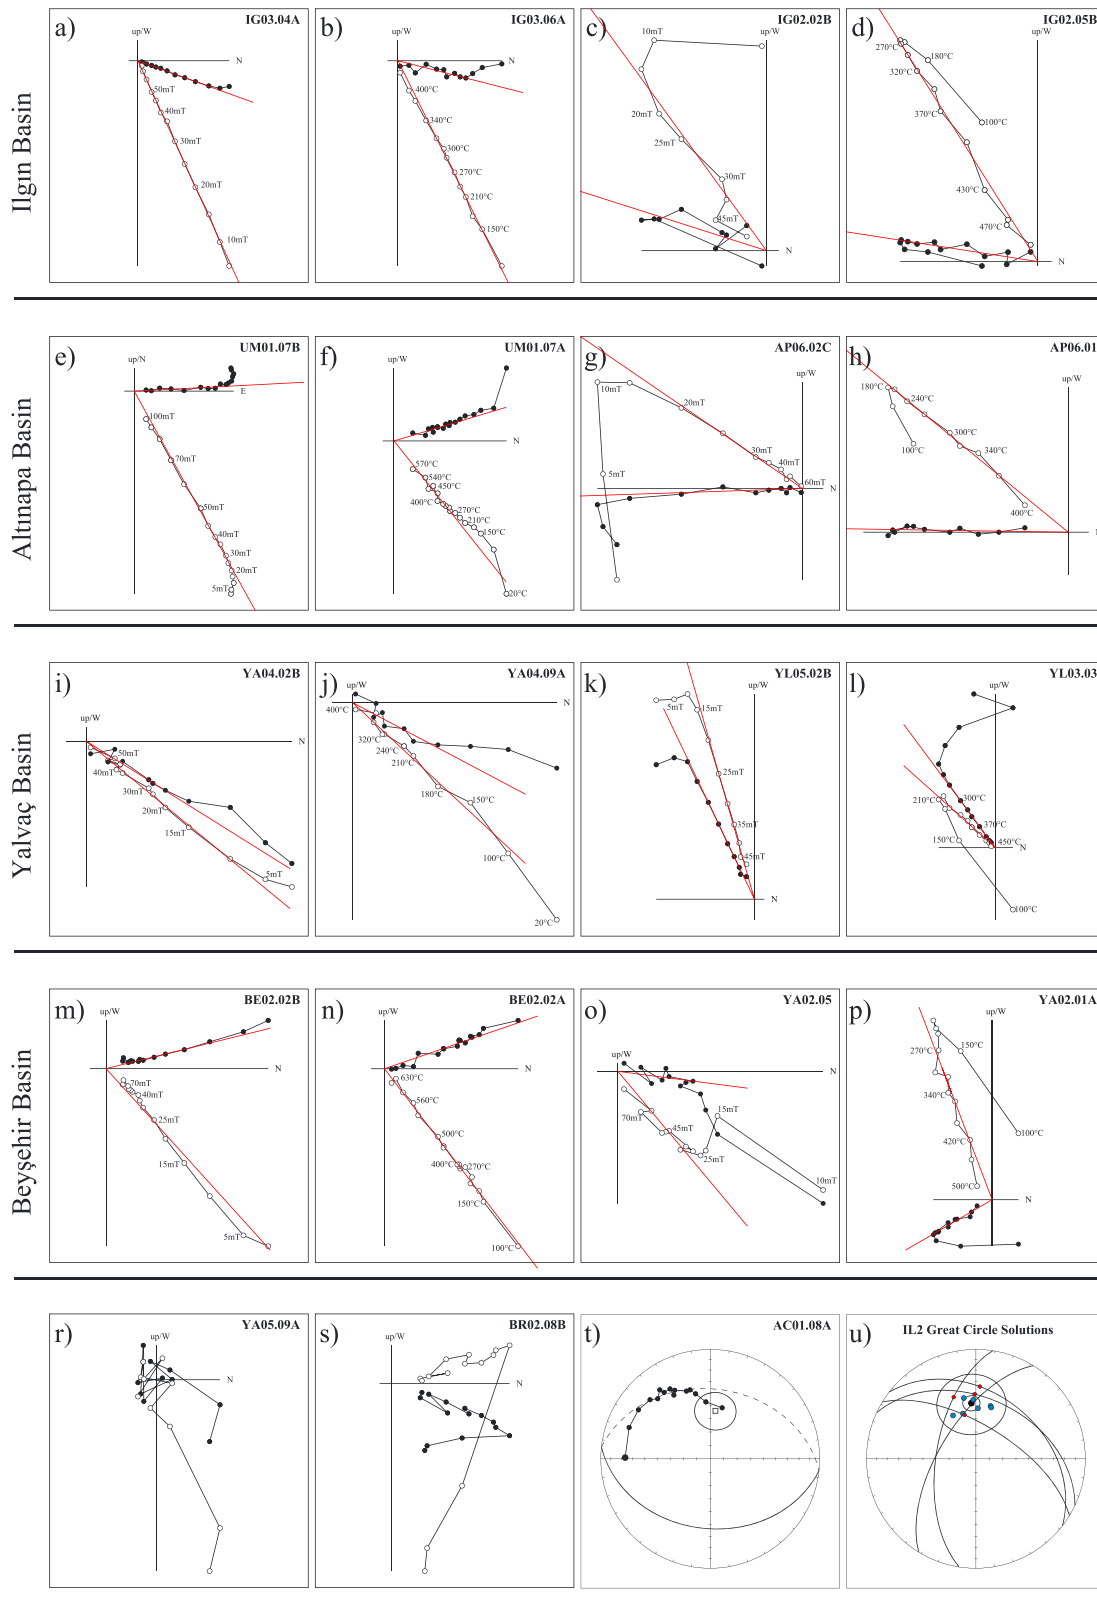 Ilgın Basin
a)
IG03.04A
up/W
N
50mT
40mT
30mT
20mT
10mT
b)
IG03.06A
up/W
N
400°C
340°C
300°C
270°C
210°C
150°C
c)
IG02.02B
up/W
10mT
20mT
25mT
30mT
45mT
N
d)
IG02.05B
up/W
270°C
180°C
320°C
370°C
100°C
430°C
470°C
N
Altınapa Basin
e)
UM01.07B
up/N
E
100mT
70mT
50mT
40mT
30mT
20mT
5mT
f)
UM01.07A
up/W
N
570°C
540°C
450°C
400°C
270°C
210°C
150°C
20°C
g)
AP06.02C
up/W
10mT
20mT
30mT
40mT
5mT
60mT
N
h)
AP06.01
up/W
180°C
240°C
300°C
100°C
340°C
400°C
Yalvaç Basin
i)
YA04.02B
up/W
N
50mT
40mT
30mT
20mT
15mT
5mT
j)
YA04.09A
up/W
N
400°C
320°C
240°C
210°C
180°C
150°C
100°C
20°C
k)
YL05.02B
up/W
5mT
15mT
25mT
35mT
45mT
N
l)
YL03.03
up/W
300°C
210°C
370°C
150°C
450°C
N
100°C
Beyşehir Basin
m)
BE02.02B
up/W
N
70mT
40mT
25mT
15mT
5mT
n)
BE02.02A
up/W
N
630°C
560°C
500°C
400°C
270°C
150°C
100°C
o)
YA02.05
up/W
N
70mT
15mT
45mT
25mT
10mT
p)
YA02.01A
up/W
150°C
270°C
340°C
100°C
420°C
500°C
N
r)
YA05.09A
up/W
N
s)
BR02.08B
up/W
N
t)
AC01.08A
u)
IL2 Great Circle Solutions